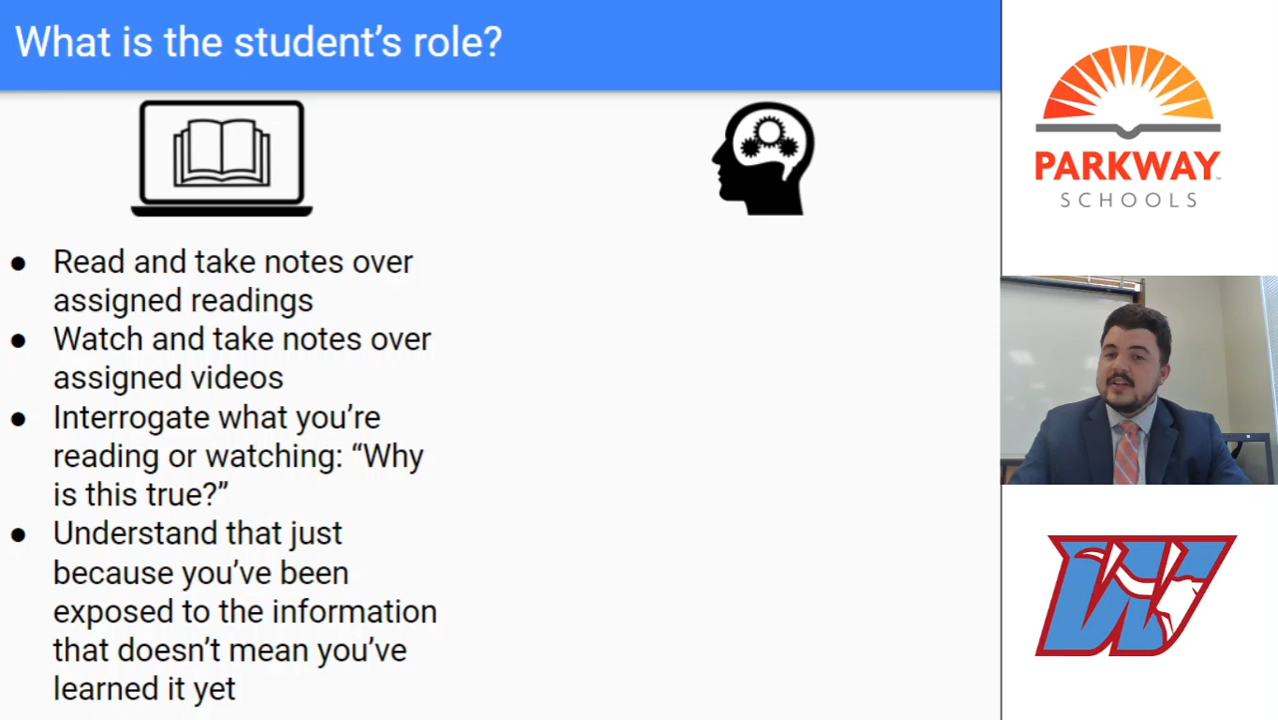 What is the student’s role?
● Read and take notes over
assigned readings
● Watch and take notes over
assigned videos
● Interrogate what you’re
reading or watching: “Why
is this true?”
● Understand that just
because you’ve been
exposed to the information
that doesn’t mean you’ve
learned it yet
PARKWAY™
SCHOOLS
W